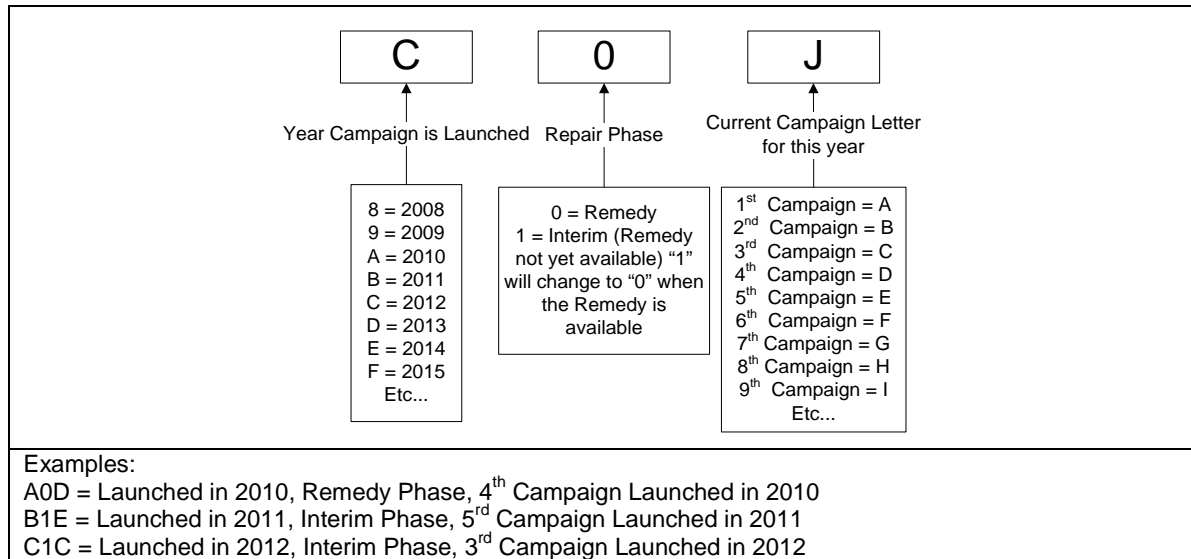 C
0
J
Year Campaign is Launched
Repair Phase
Current Campaign Letter
for this year
8 = 2008
9 = 2009
A = 2010
B = 2011
C = 2012
D = 2013
E = 2014
F = 2015
Etc...
0 = Remedy
1 = Interim (Remedy
not yet available) “1”
will change to “0” when
the Remedy is
available
1st Campaign = A
2nd Campaign = B
3rd Campaign = C
4th Campaign = D
5th Campaign = E
6th Campaign = F
7th Campaign = G
8th Campaign = H
9th Campaign = I
Etc...
Examples:
A0D = Launched in 2010, Remedy Phase, 4th Campaign Launched in 2010
B1E = Launched in 2011, Interim Phase, 5rd Campaign Launched in 2011
C1C = Launched in 2012, Interim Phase, 3rd Campaign Launched in 2012